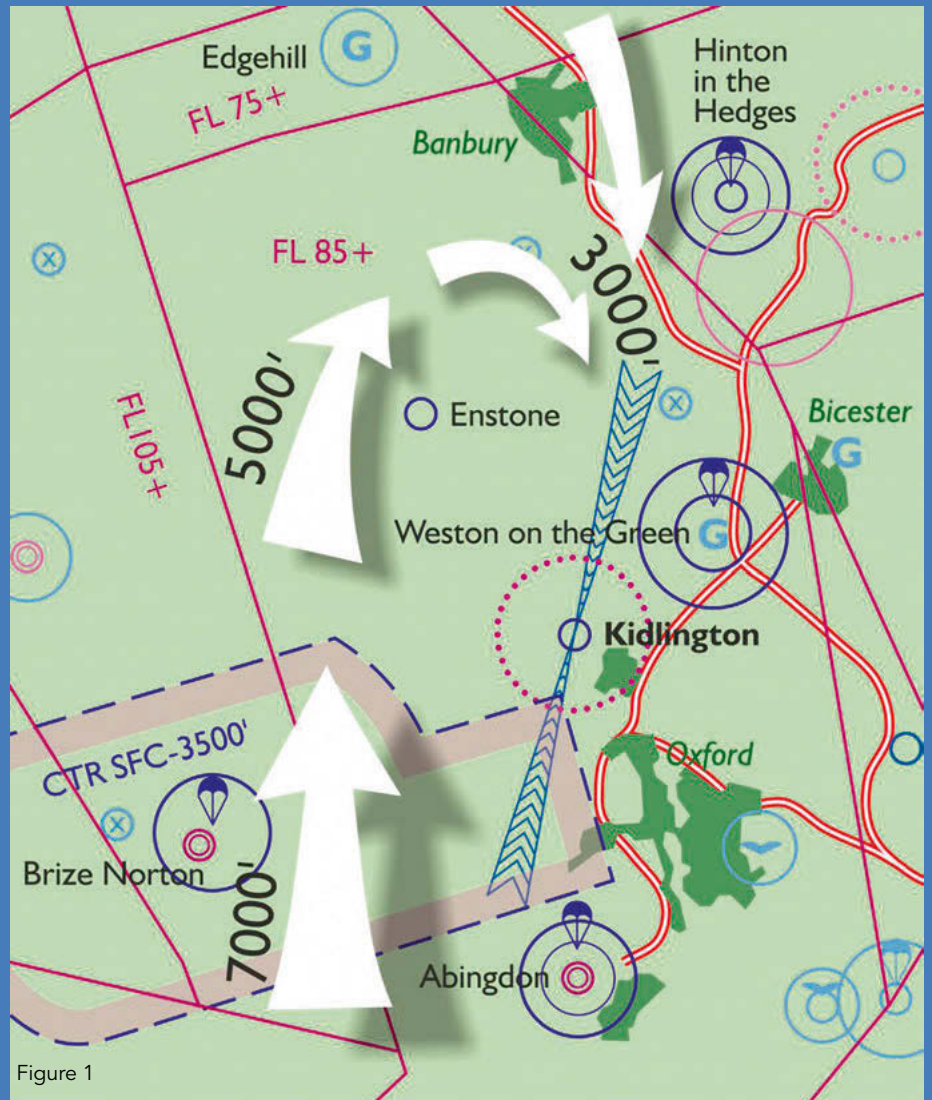 Edgehill
G
Hinton
in the
Hedges
FL 75+
Banbury
FL 85+
X
X
3000'
5000'
FL105+
Enstone
X
Bicester
G
Weston on the Green
G
Kidlington
CTR SFC-3500'
Oxford
X
Brize Norton
7000'
Abingdon
Figure 1